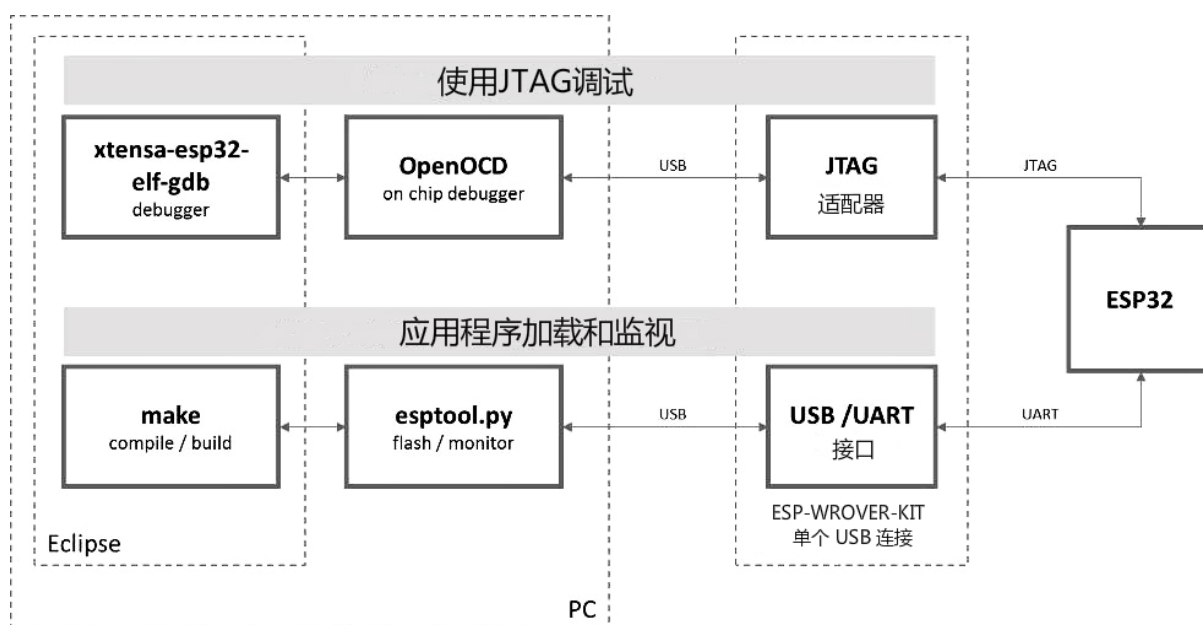 使用JTAG调试
xtensa-esp32-
elf-gdb
debugger
OpenOCD
on chip debugger
USB
JTAG
适配器
JTAG
ESP32
应用程序加载和监视
make
compile / build
esptool.py
flash / monitor
USB
USB /UART
接口
UART
ESP-WROVER-KIT
单个 USB 连接
Eclipse
PC